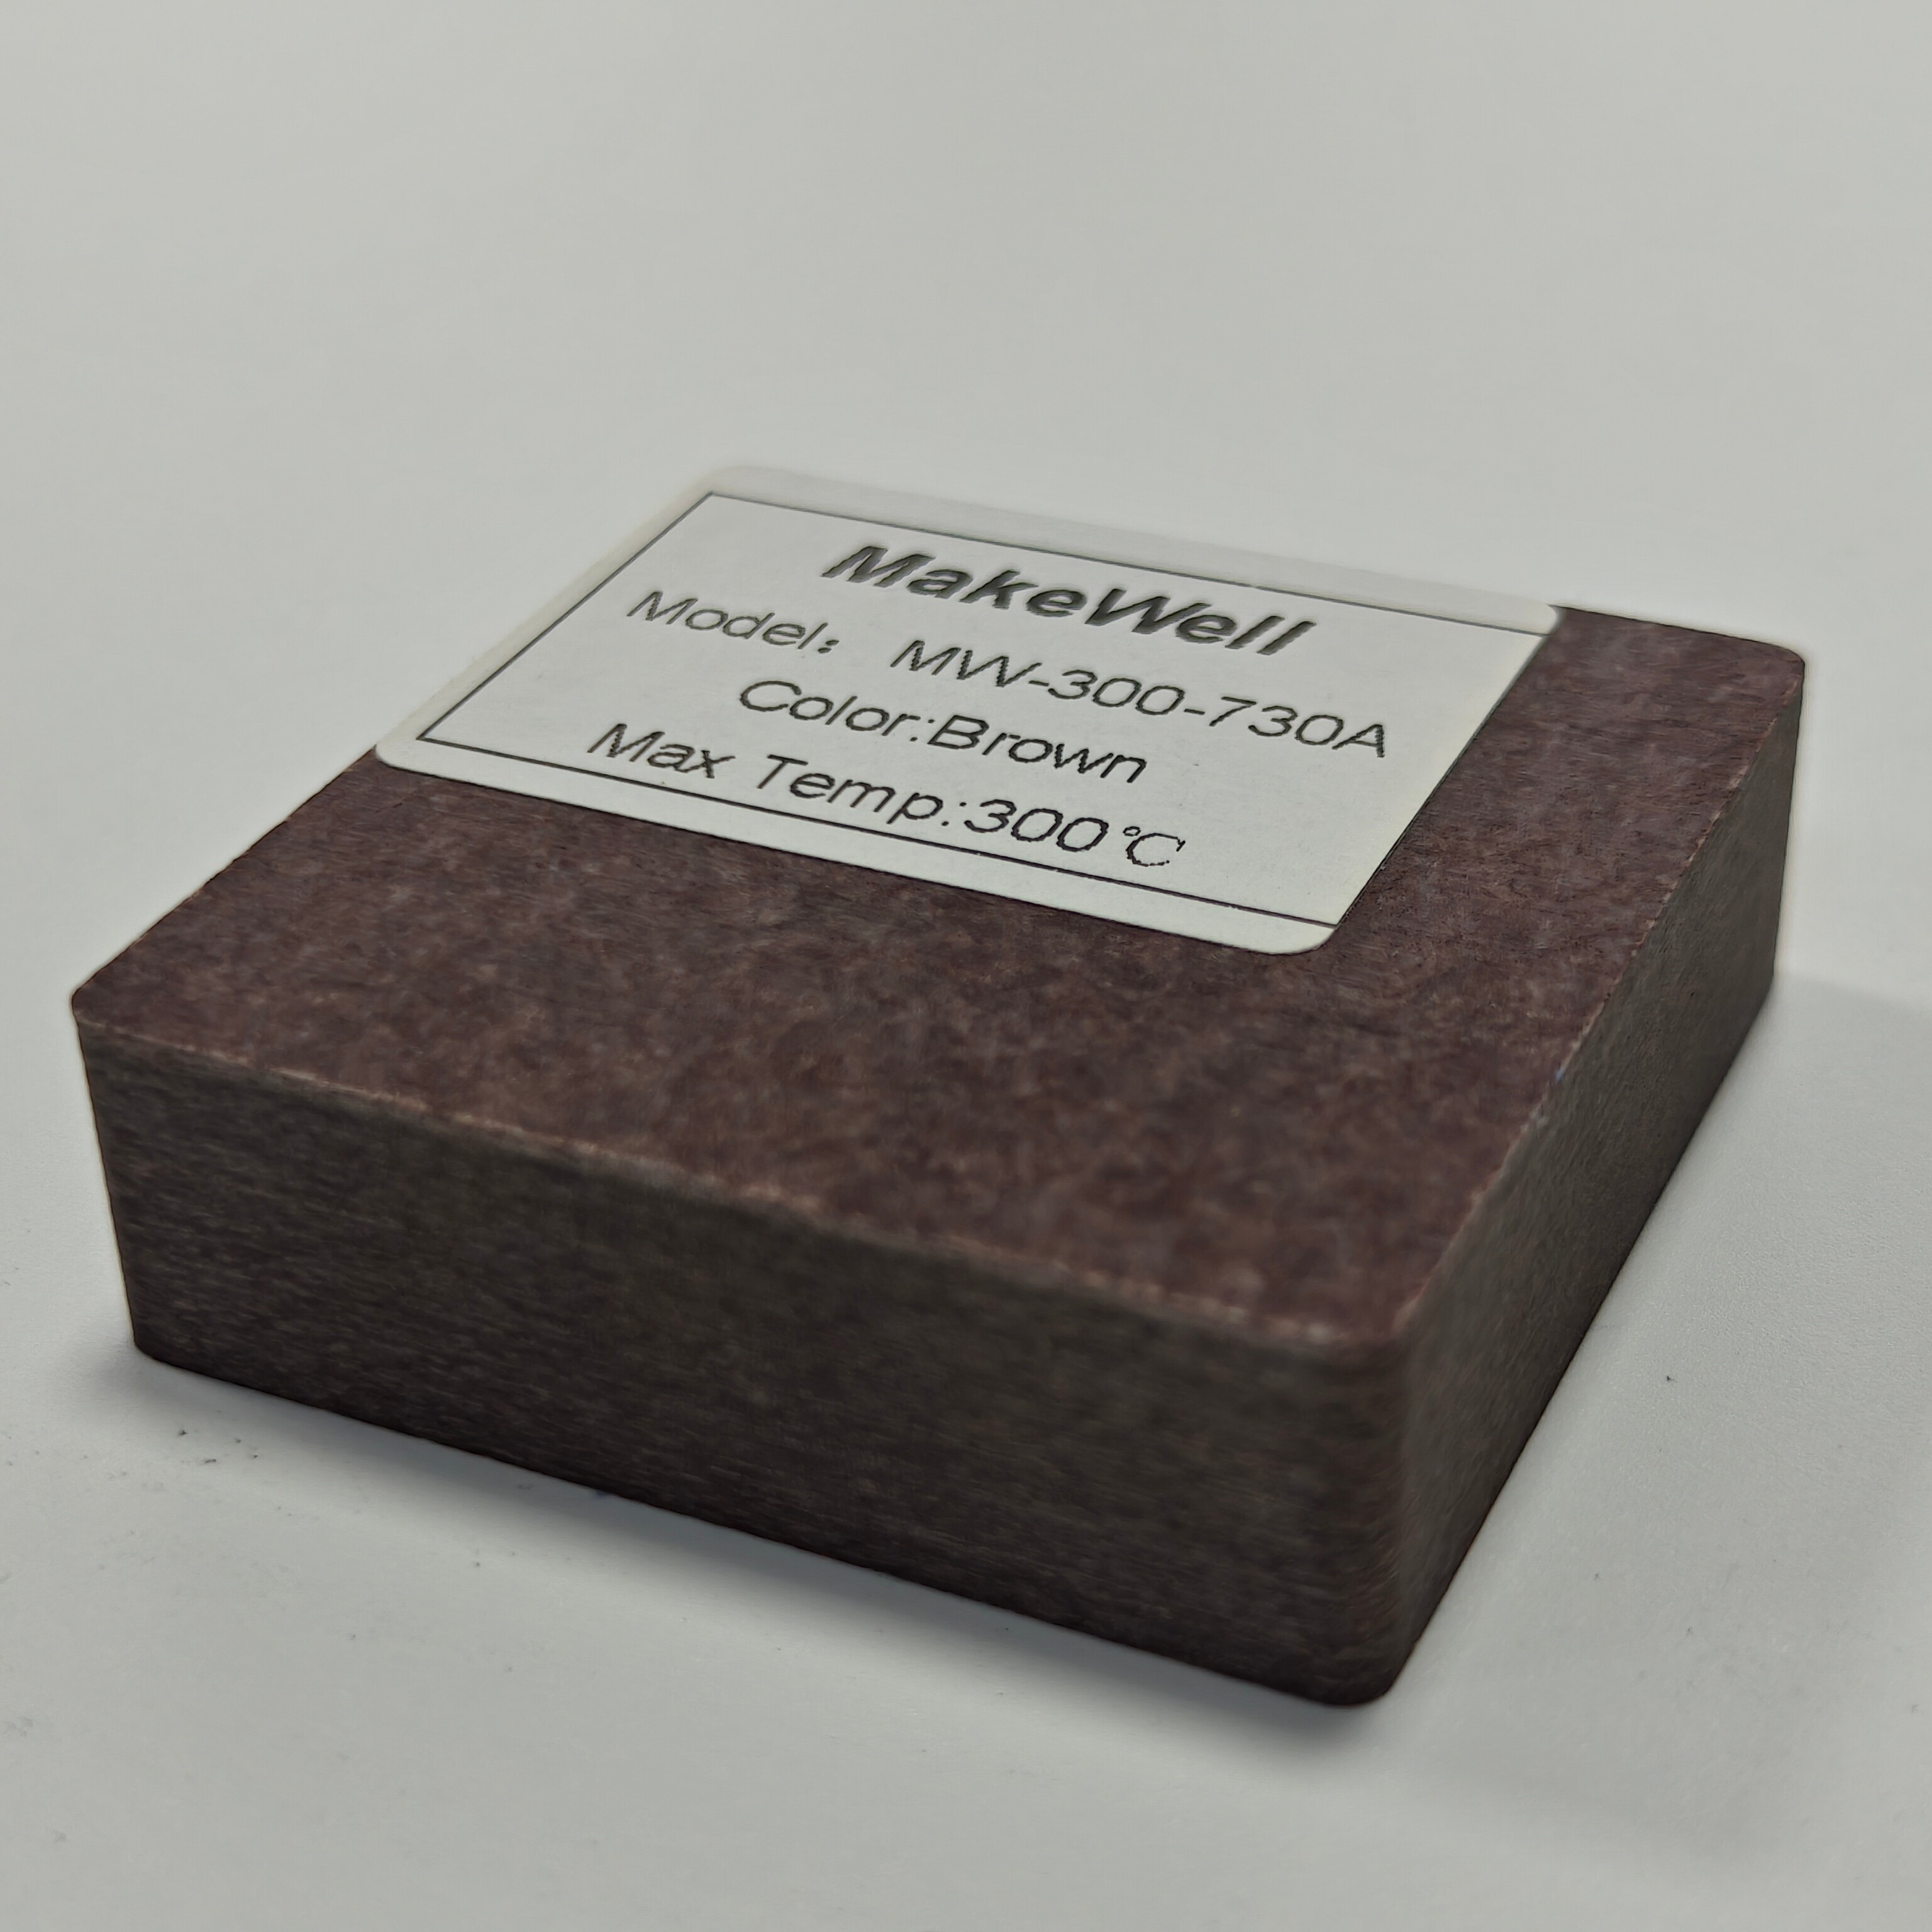 MakeWell
Model： MW-300-730A
Color:Brown
Max Temp:300℃